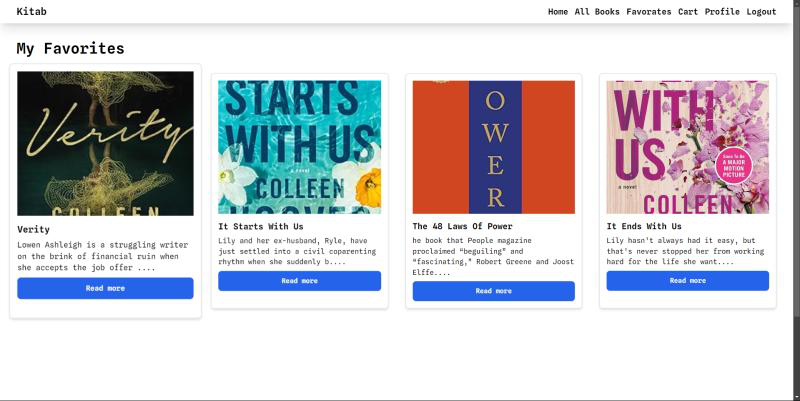 Kitab
Home All Books Favorates Cart Profile Logout
My Favorites
Verity
COLLEEN
Verity
Lowen Ashleigh is a struggling writer
on the brink of financial ruin when
she accepts the job offer ....
Read more
STARTS
WITH US
a novel
COLLEEN
HOOVER
It Starts With Us
Lily and her ex-husband, Ryle, have
just settled into a civil coparenting
rhythm when she suddenly b....
Read more
OWER
The 48 Laws Of Power
he book that People magazine
proclaimed “beguiling” and
“fascinating,” Robert Greene and Joost
Elffe....
Read more
WITH
US
a novel
Soon To Be
A MAJOR
MOTION
PICTURE
COLLEEN
It Ends With Us
Lily hasn't always had it easy, but
that's never stopped her from working
hard for the life she want....
Read more